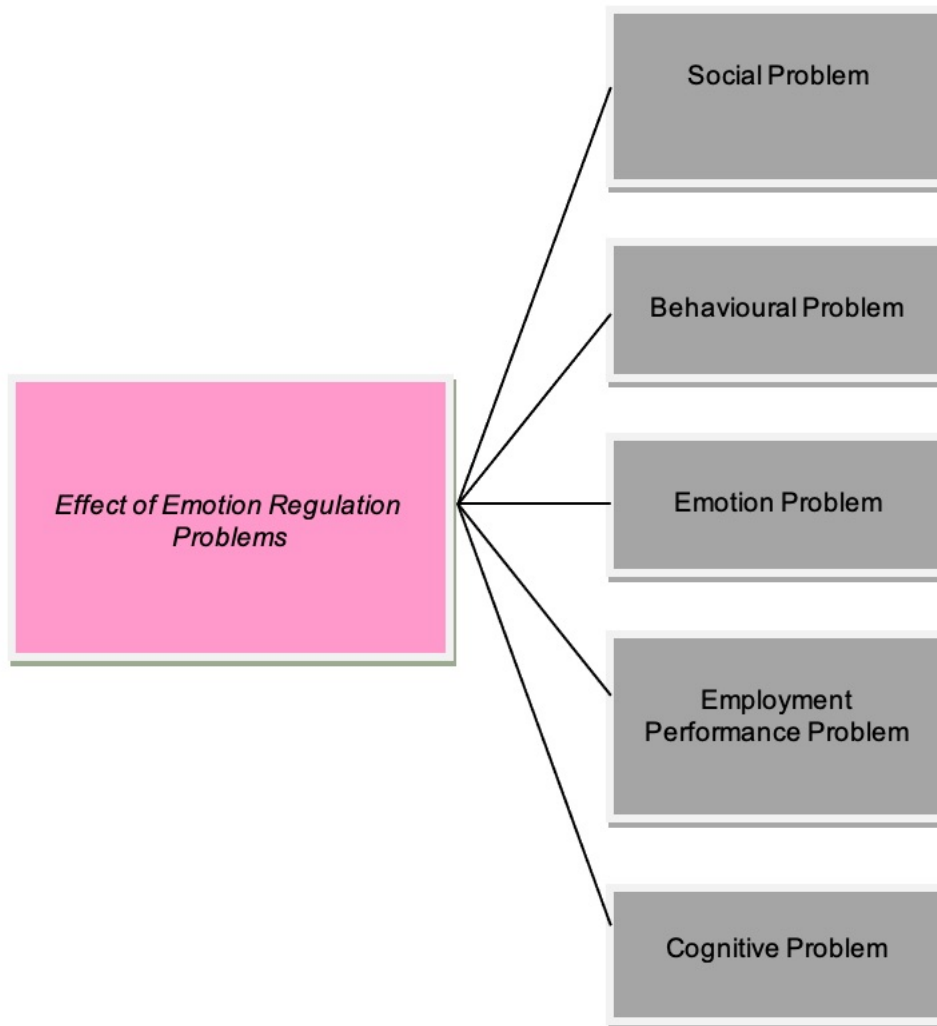 Social Problem
Behavioural Problem
Effect of Emotion Regulation
Problems
Emotion Problem
Employment
Performance Problem
Cognitive Problem